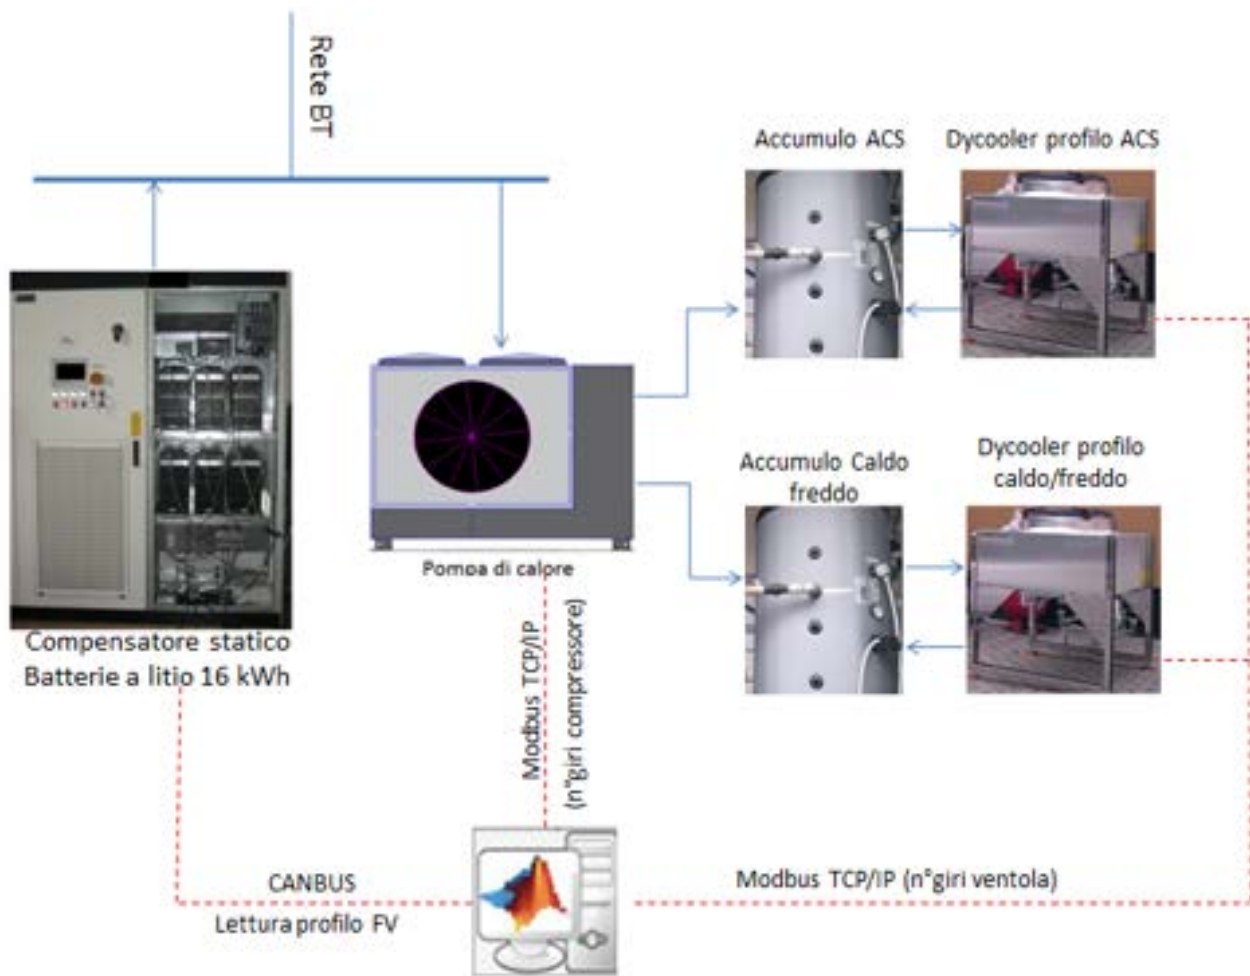 Rete BT
Accumulo ACS
Dycooler profilo ACS
Accumulo Caldo
freddo
Dycooler profilo
caldo/freddo
Pompa di calore
Compensatore statico
Batterie a litio 16 kWh
Modbus TCP/IP
(n°giri compressore)
CANBUS
Lettura profilo FV
Modbus TCP/IP (n°giri ventola)